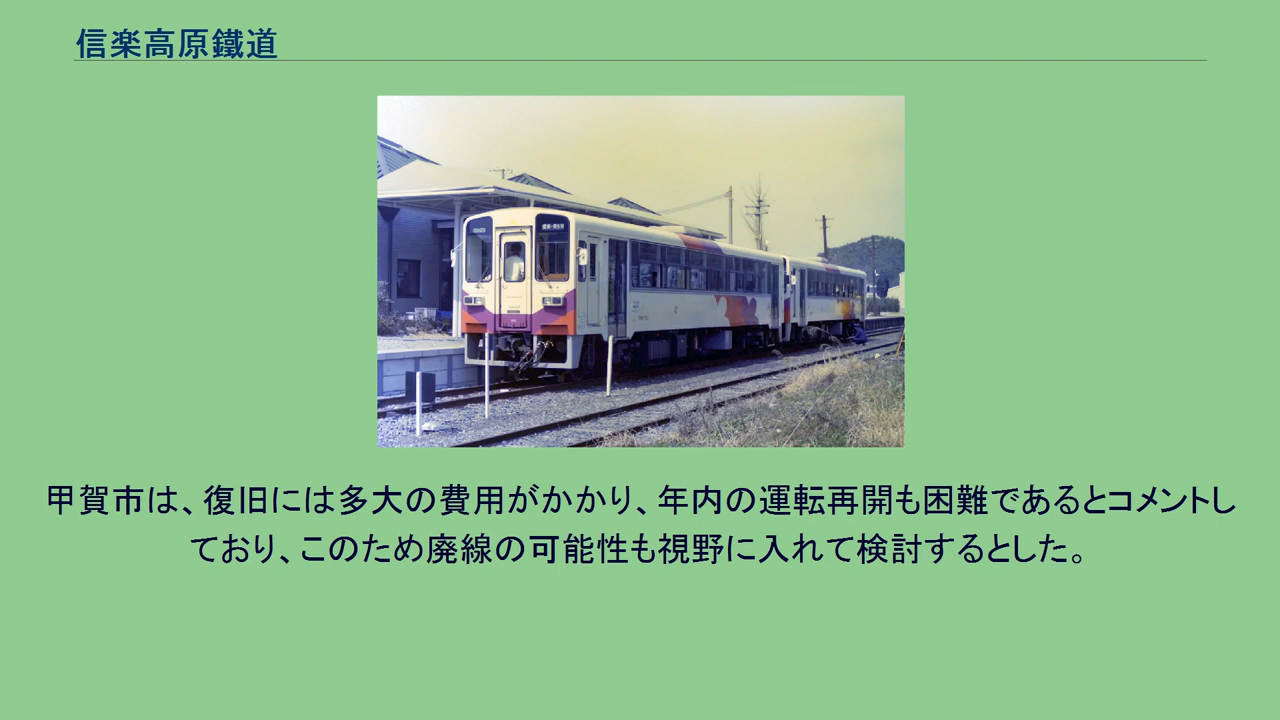 信楽高原鐵道
甲賀市は、復旧には多大の費用がかかり、年内の運転再開も困難であるとコメントし
ており、このため廃線の可能性も視野に入れて検討するとした。